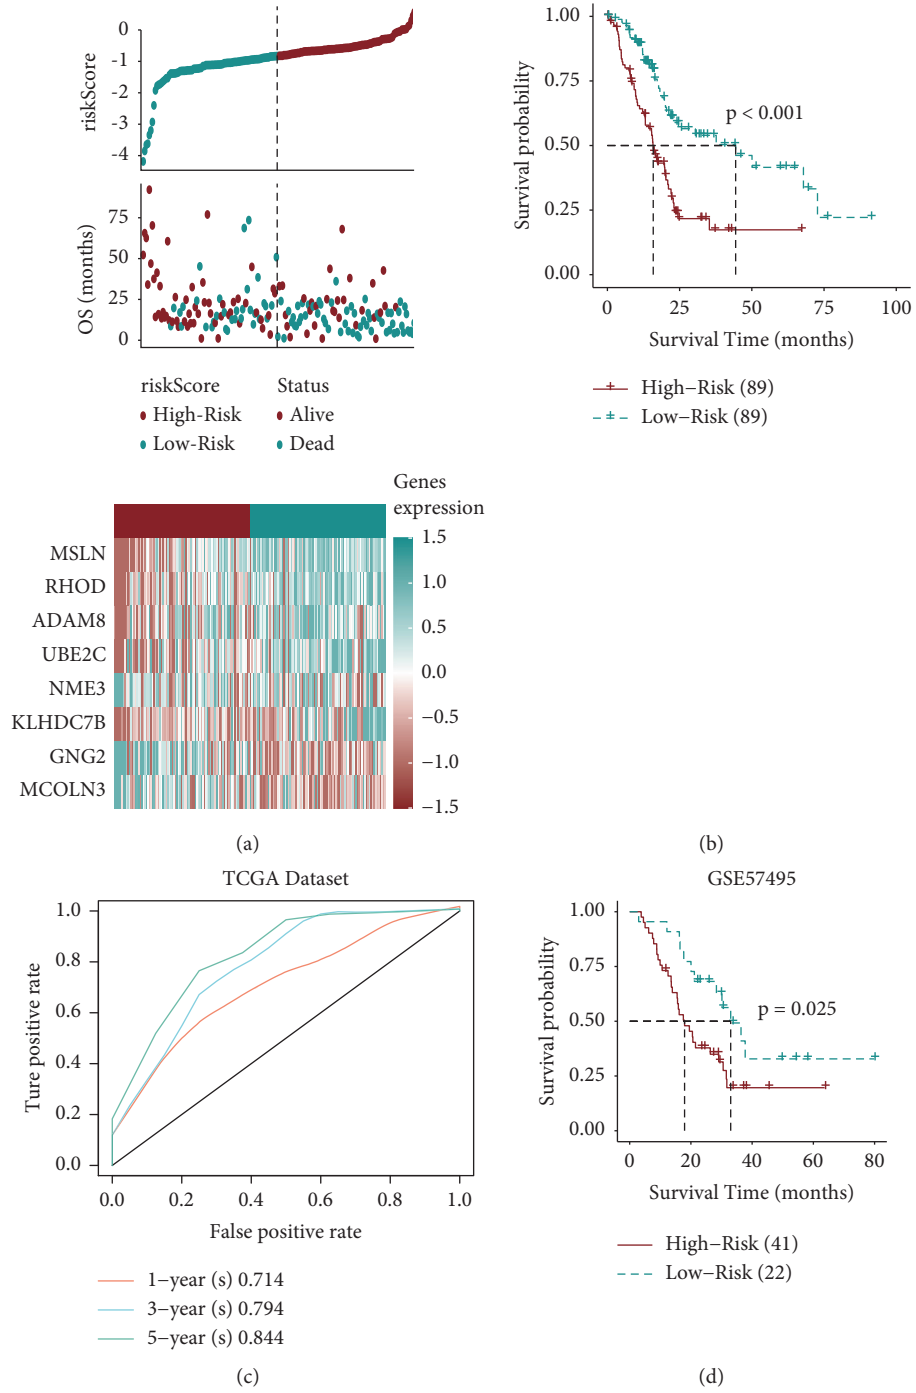 riskScore
0
-1
-2
-3
-4
OS (months)
75
50
25
0
riskScore
High-Risk
Low-Risk
Status
Alive
Dead
Survival probability
1.00
0.75
0.50
0.25
0.00
p < 0.001
0 25 50 75 100
Survival Time (months)
High−Risk (89)
Low−Risk (89)
Genes
expression
MSLN
RHOD
ADAM8
UBE2C
NME3
KLHDC7B
GNG2
MCOLN3
1.5
1.0
0.5
0.0
−0.5
−1.0
−1.5
(a)
(b)
TCGA Dataset
Ture positive rate
1.0
0.8
0.6
0.4
0.2
0.0
0.0 0.2 0.4 0.6 0.8 1.0
False positive rate
1−year (s) 0.714
3−year (s) 0.794
5−year (s) 0.844
(c)
GSE57495
Survival probability
1.00
0.75
0.50
0.25
0.00
p = 0.025
0 20 40 60 80
Survival Time (months)
High−Risk (41)
Low−Risk (22)
(d)